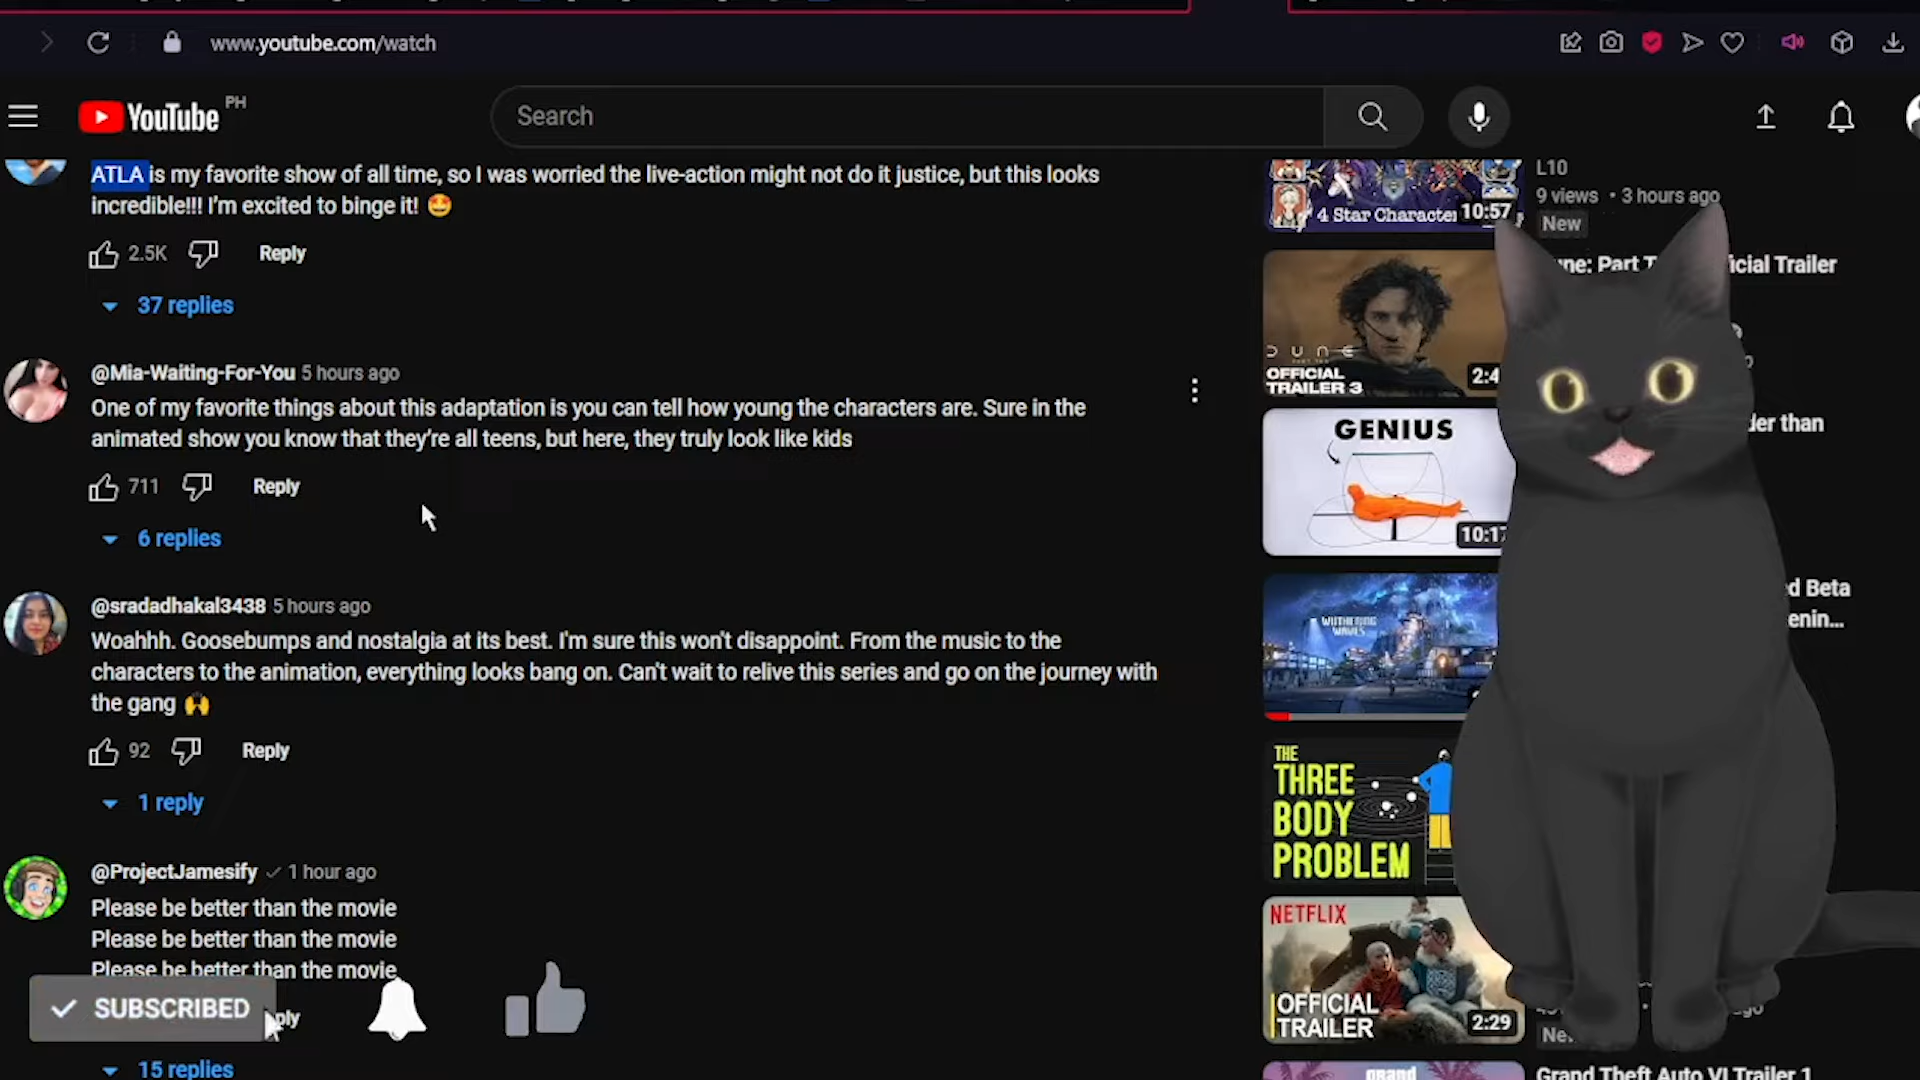 www.youtube.com/watch
YouTube PH
Search
ATLA is my favorite show of all time, so I was worried the live-action might not do it justice, but this looks
incredible!!! I'm excited to binge it! 🤩
2.5K Reply
37 replies
@Mia-Waiting-For-You 5 hours ago
One of my favorite things about this adaptation is you can tell how young the characters are. Sure in the
animated show you know that they're all teens, but here, they truly look like kids
711 Reply
6 replies
@sradadhakal3438 5 hours ago
Woahhh. Goosebumps and nostalgia at its best. I'm sure this won't disappoint. From the music to the
characters to the animation, everything looks bang on. Can't wait to relive this series and go on the journey with
the gang 🙌
92 Reply
1 reply
@ProjectJamesify 1 hour ago
Please be better than the movie
Please be better than the movie
Please be better than the movie
SUBSCRIBED
15 replies
4 Star Character
10:57
L10
9 views • 3 hours ago
New
DUNE
OFFICIAL
TRAILER 3
2:4
Trailer
GENIUS
10:17
than
WUTHERING
WAVES
Beta
THE
THREE
BODY
PROBLEM
NETFLIX
OFFICIAL
TRAILER
2:29
Grand Theft Auto VI Trailer 1